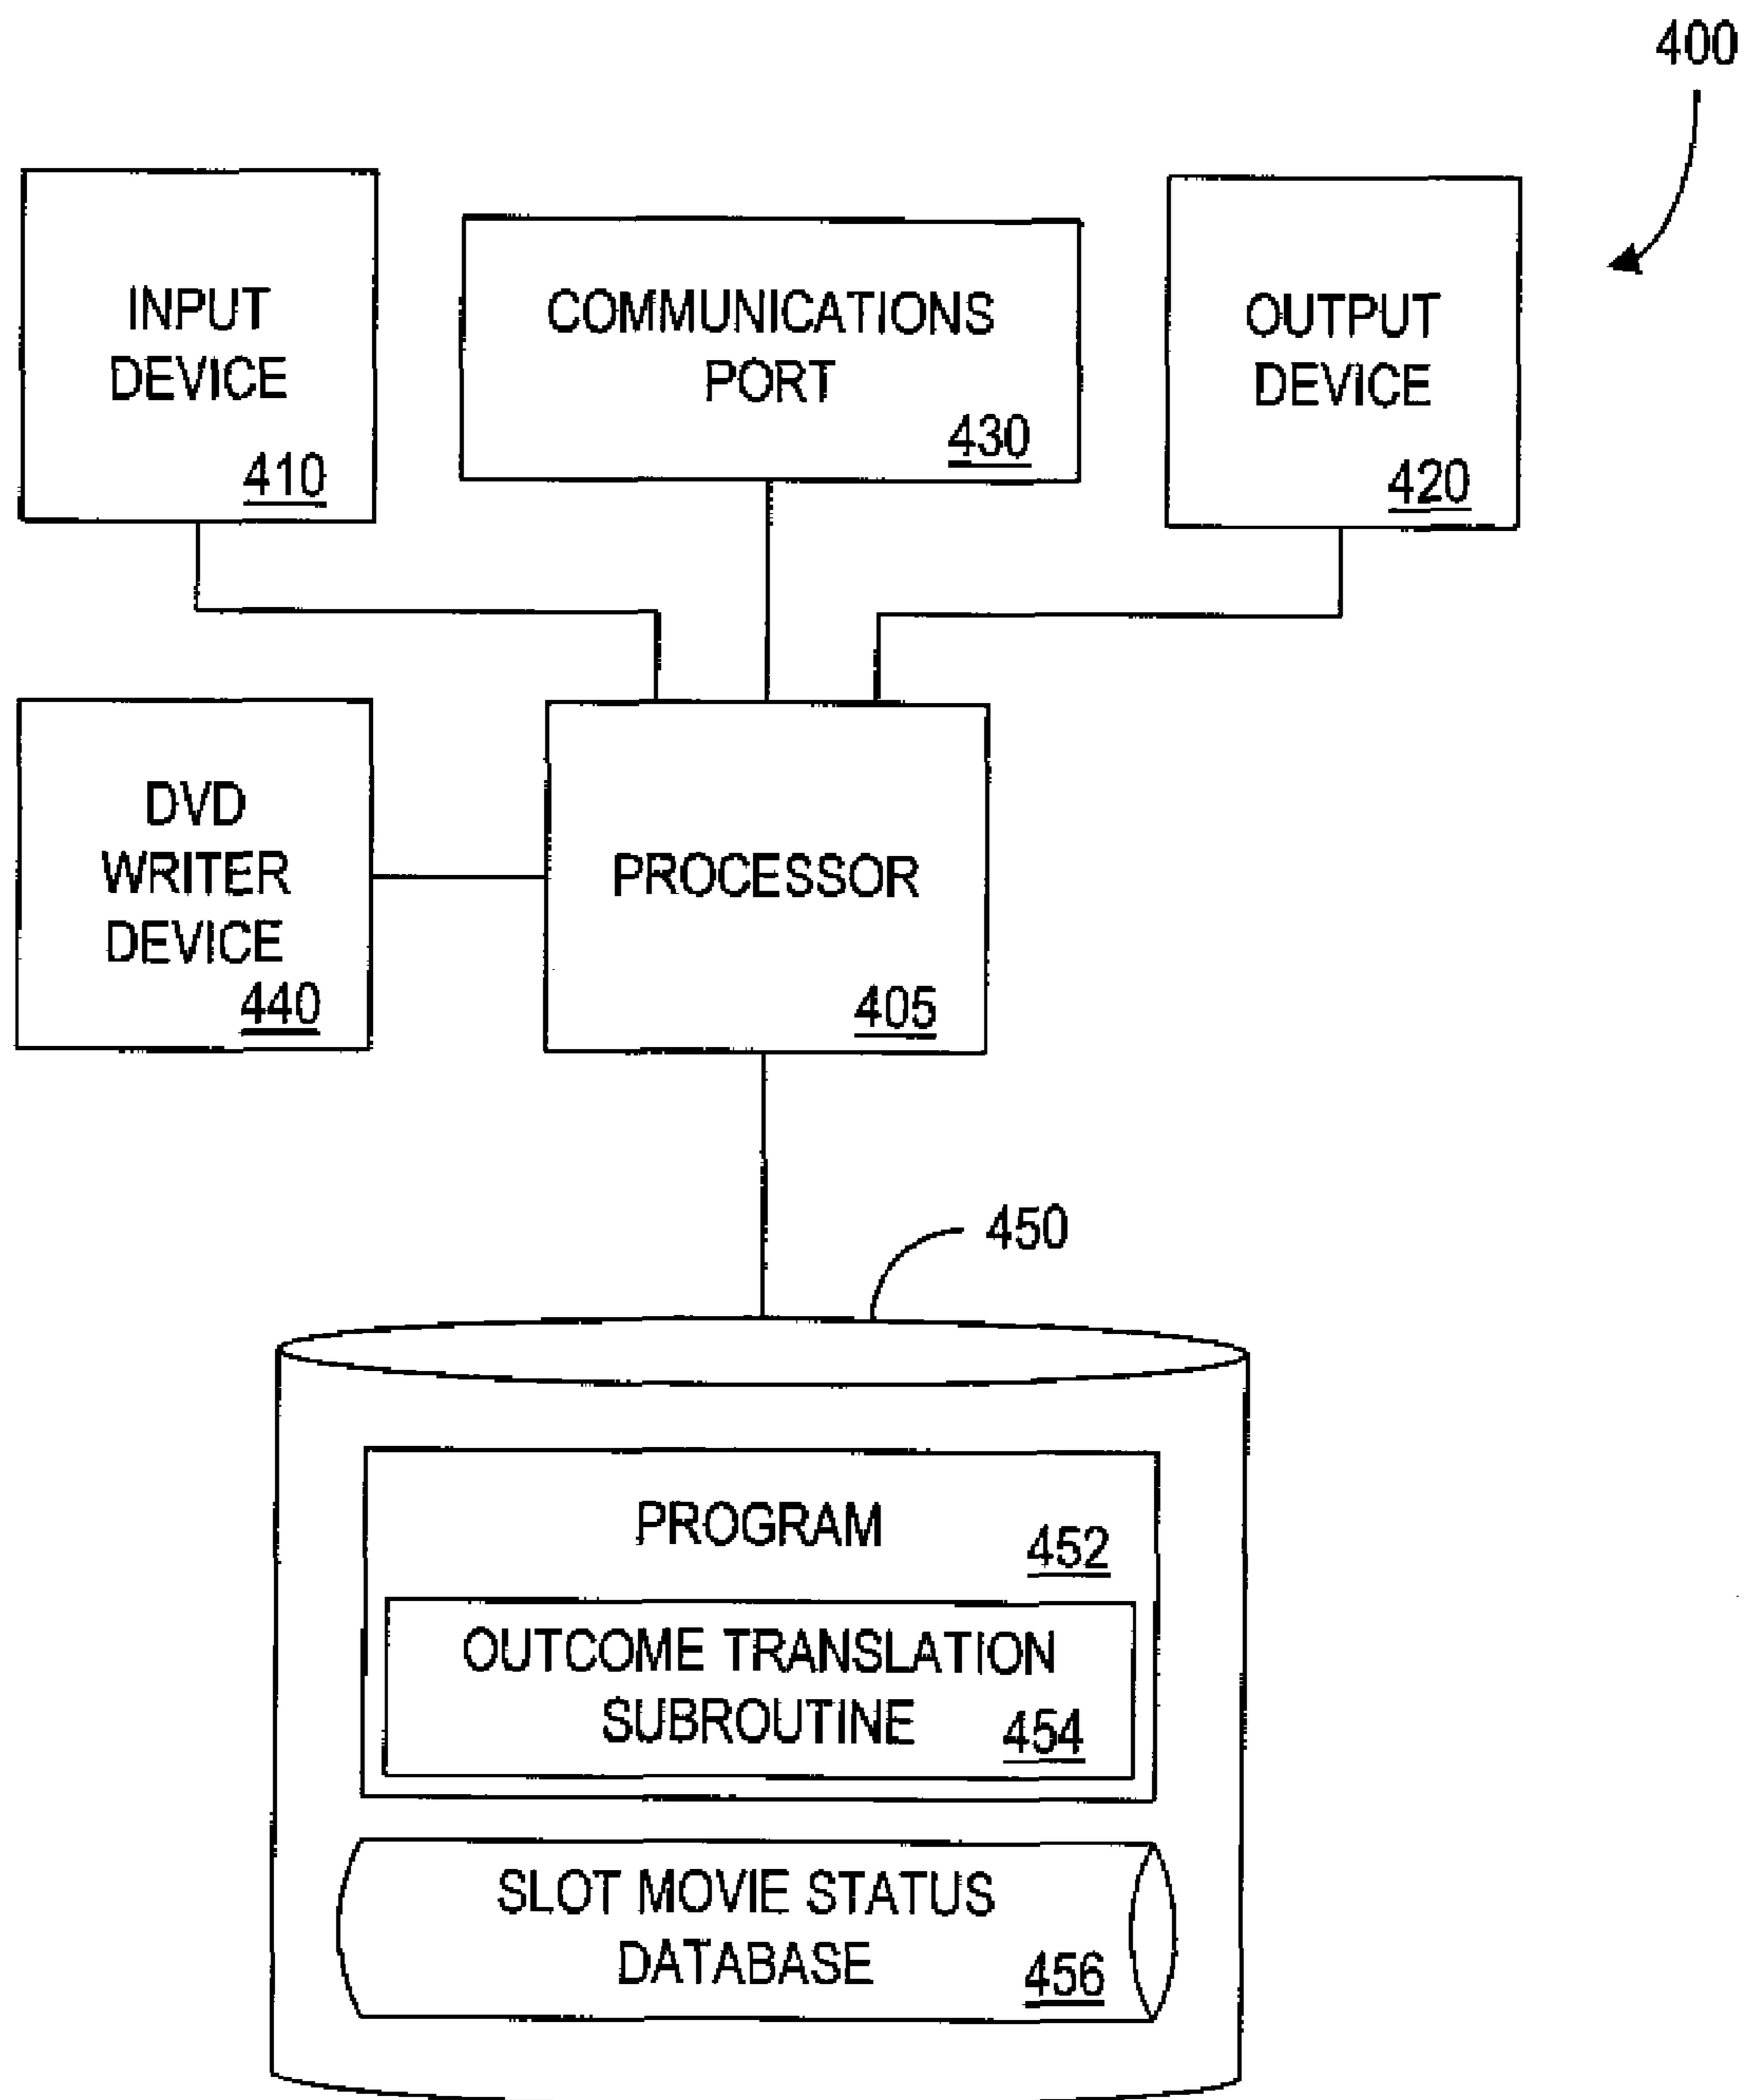 400
INPUT
DEVICE
410
COMMUNICATIONS
PORT
430
OUTPUT
DEVICE
420
DVD
WRITER
DEVICE
440
PROCESSOR
405
450
PROGRAM
452
OUTCOME TRANSLATION
SUBROUTINE
454
SLOT MOVIE STATUS
DATABASE
456